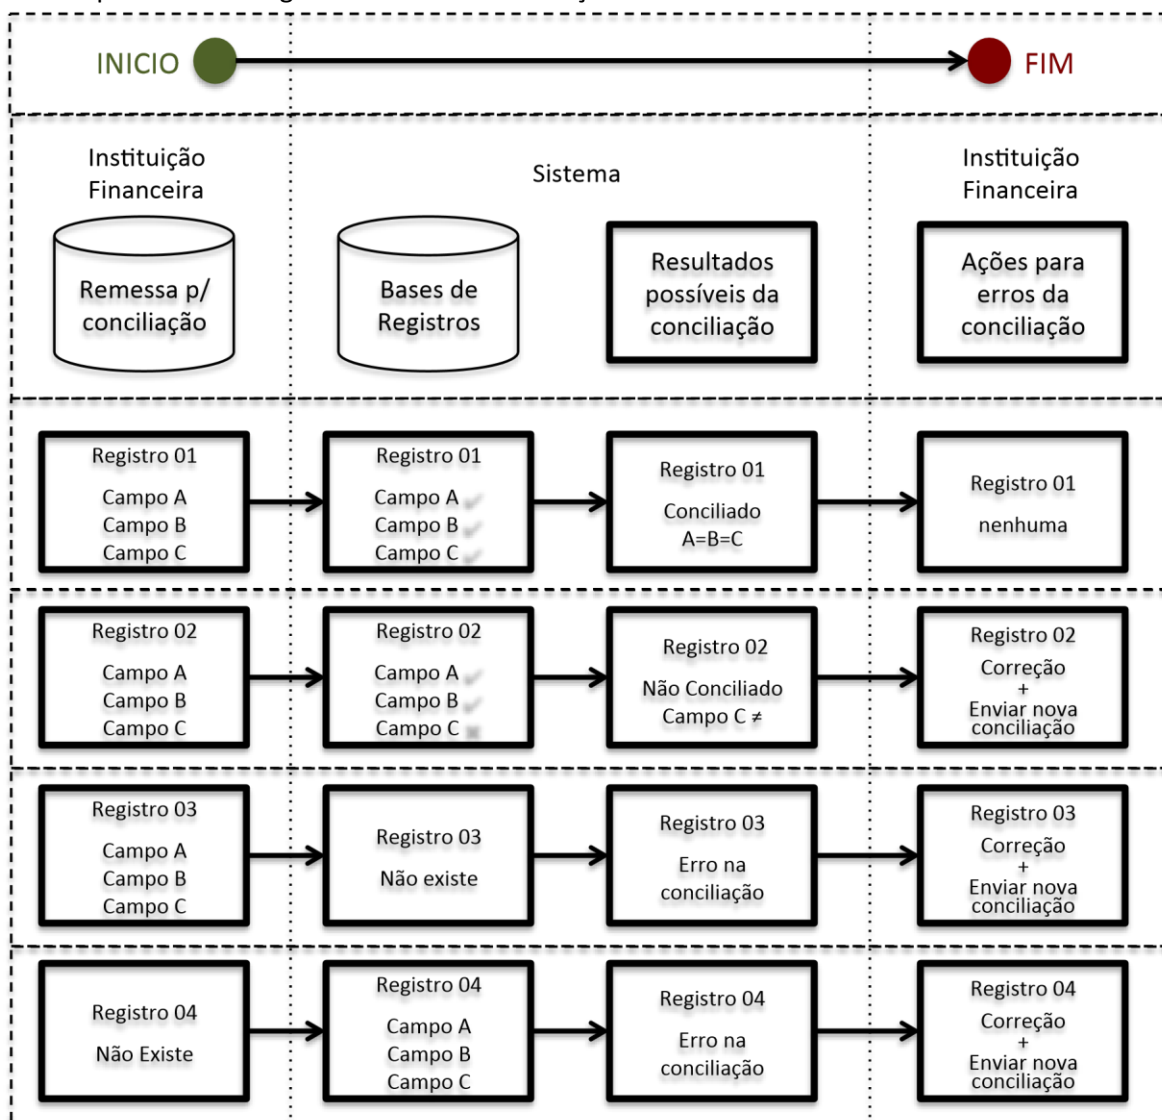 INICIO
FIM
Instituição
Financeira
Sistema
Instituição
Financeira
Remessa p/
conciliação
Bases de
Registros
Resultados
possíveis da
conciliação
Ações para
erros da
conciliação
Registro 01
Campo A
Campo B
Campo C
Registro 01
Campo A ✔
Campo B ✔
Campo C ✔
Registro 01
Conciliado
A=B=C
Registro 01
nenhuma
Registro 02
Campo A
Campo B
Campo C
Registro 02
Campo A ✔
Campo B ✔
Campo C ✖
Registro 02
Não Conciliado
Campo C ≠
Registro 02
Correção
+
Enviar nova
conciliação
Registro 03
Campo A
Campo B
Campo C
Registro 03
Não existe
Registro 03
Erro na
conciliação
Registro 03
Correção
+
Enviar nova
conciliação
Registro 04
Não Existe
Registro 04
Campo A
Campo B
Campo C
Registro 04
Erro na
conciliação
Registro 04
Correção
+
Enviar nova
conciliação